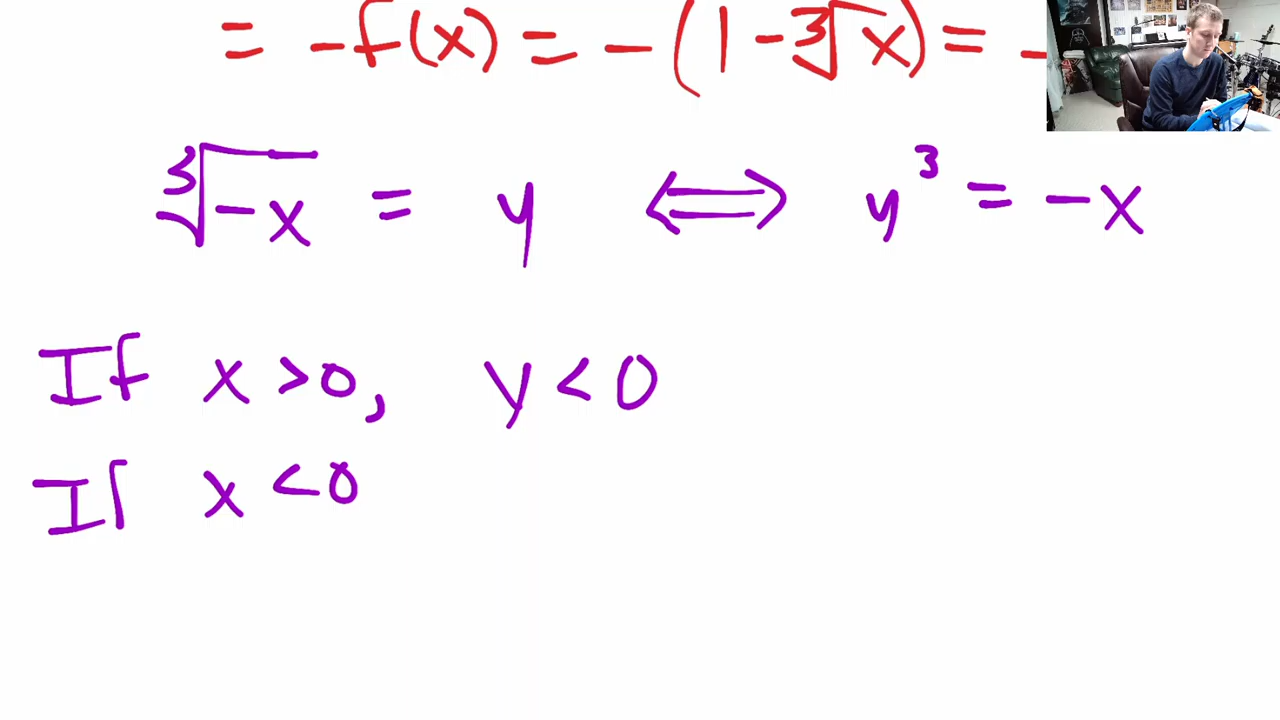 = -f(x) = -(1-∛x) = -
∛-x = y ⟺ y³ = -x
If x>0, y<0
If x<0